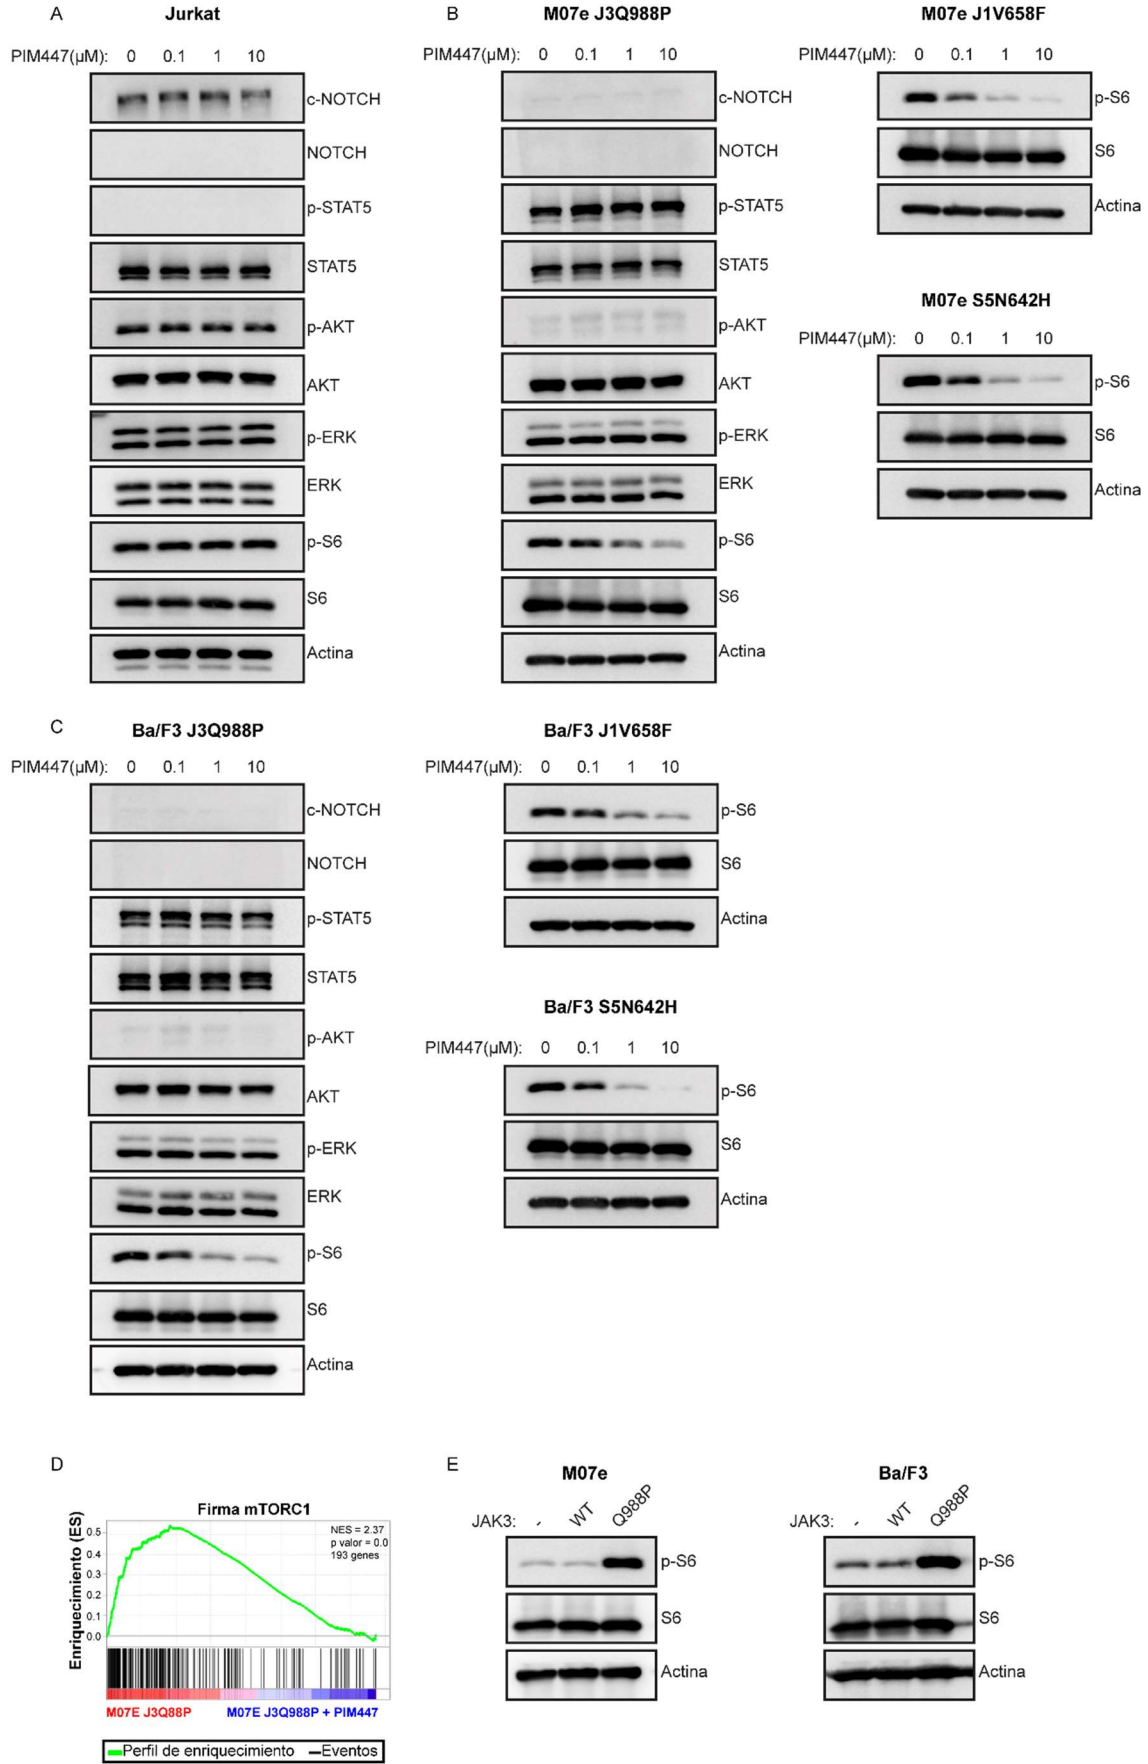 A
Jurkat
PIM447(µM): 0 0.1 1 10
c-NOTCH
NOTCH
p-STAT5
STAT5
p-AKT
AKT
p-ERK
ERK
p-S6
S6
Actina
B
M07e J3Q988P
PIM447(µM): 0 0.1 1 10
c-NOTCH
NOTCH
p-STAT5
STAT5
p-AKT
AKT
p-ERK
ERK
p-S6
S6
Actina
M07e J1V658F
PIM447(µM): 0 0.1 1 10
p-S6
S6
Actina
M07e S5N642H
PIM447(µM): 0 0.1 1 10
p-S6
S6
Actina
C
Ba/F3 J3Q988P
PIM447(µM): 0 0.1 1 10
c-NOTCH
NOTCH
p-STAT5
STAT5
p-AKT
AKT
p-ERK
ERK
p-S6
S6
Actina
Ba/F3 J1V658F
PIM447(µM): 0 0.1 1 10
p-S6
S6
Actina
Ba/F3 S5N642H
PIM447(µM): 0 0.1 1 10
p-S6
S6
Actina
D
Firma mTORC1
Enriquecimiento (ES)
0.5
0.4
0.3
0.2
0.1
0.0
NES = 2.37
p valor = 0.0
193 genes
M07E J3Q88P M07E J3Q988P + PIM447
Perfil de enriquecimiento Eventos
E
M07e
JAK3: - WT Q988P
p-S6
S6
Actina
Ba/F3
JAK3: - WT Q988P
p-S6
S6
Actina